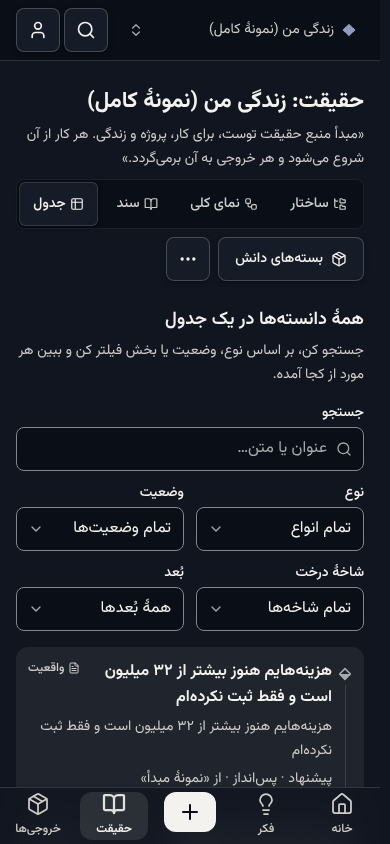 زندگی من (نمونهٔ کامل)
حقیقت: زندگی من (نمونهٔ کامل)
«مبدأ منبع حقیقت توست، برای کار، پروژه و زندگی. هر کار از آن
شروع می‌شود و هر خروجی به آن برمی‌گردد.»
ساختار
نمای کلی
سند
جدول
بسته‌های دانش
همهٔ دانسته‌ها در یک جدول
جستجو کن، بر اساس نوع، وضعیت یا بخش فیلتر کن و ببین هر
مورد از کجا آمده.
جستجو
عنوان یا متن…
نوع
وضعیت
تمام انواع
تمام وضعیت‌ها
شاخهٔ درخت
بُعد
تمام شاخه‌ها
همهٔ بُعدها
هزینه‌هایم هنوز بیشتر از ۳۲ میلیون
است و فقط ثبت نکرده‌ام
واقعیت
هزینه‌هایم هنوز بیشتر از ۳۲ میلیون است و فقط ثبت
نکرده‌ام
پیشنهاد · پس‌انداز · از «نمونهٔ مبدأ»
خانه
فکر
حقیقت
خروجی‌ها